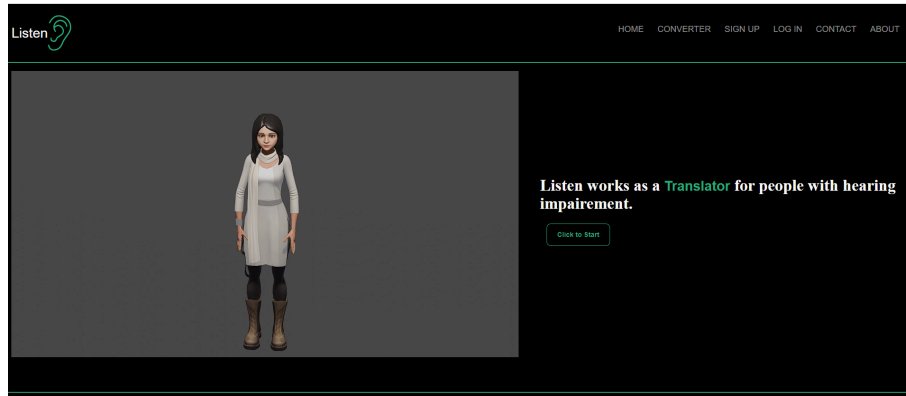 Listen
HOME CONVERTER SIGN UP LOG IN CONTACT ABOUT
Listen works as a Translator for people with hearing
impairement.
Click to Start